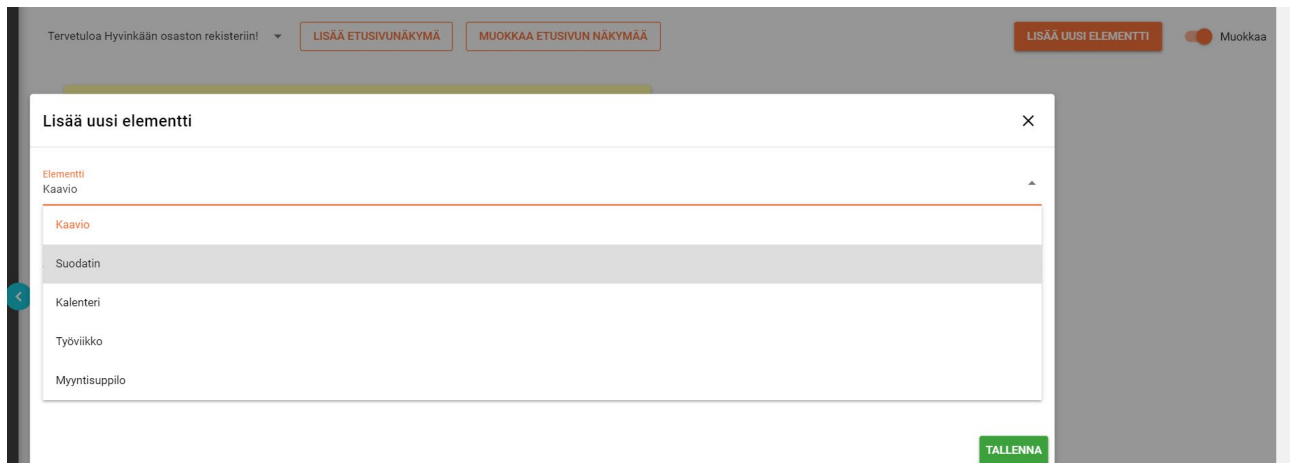 Tervetuloa Hyvinkään osaston rekisteriin! LISÄÄ ETUSIVUNÄKYMÄ MUOKKAA ETUSIVUN NÄKYMÄÄ LISÄÄ UUSI ELEMENTTI Muokkaa
Lisää uusi elementti
Elementti
Kaavio
Kaavio
Suodatin
Kalenteri
Työviikko
Myyntisuppilo
TALLENNA